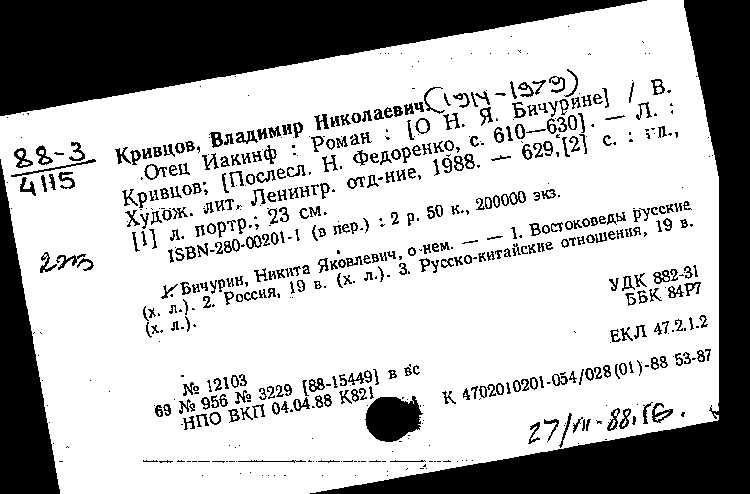 88-3
4115
Кривцов, Владимир Николаевич (1914-1979)
Отец Иакинф : Роман : [О Н. Я. Бичурине] / В.
Кривцов; [Послесл. Н. Федоренко, с. 610—630]. — Л. :
Худож. лит. Ленингр. отд-ние, 1988. — 629,[2] с. : ил.,
[1] л. портр.; 23 см.
ISBN-280-00201-1 (в пер.) : 2 р. 50 к., 200000 экз.
1. Бичурин, Никита Яковлевич, о нем. — — 1. Востоковеды русские
(х. л.). 2. Россия, 19 в. (х. л.). 3. Русско-китайские отношения, 19 в.
(х. л.).
УДК 882-31
ББК 84Р7
ЕКЛ 47.2.1.2
№ 12103
69 № 956 № 3229 [88-15449] в вс
НПО ВКП 04.04.88 К821
К 4702010201-054/028(01)-88 53-87